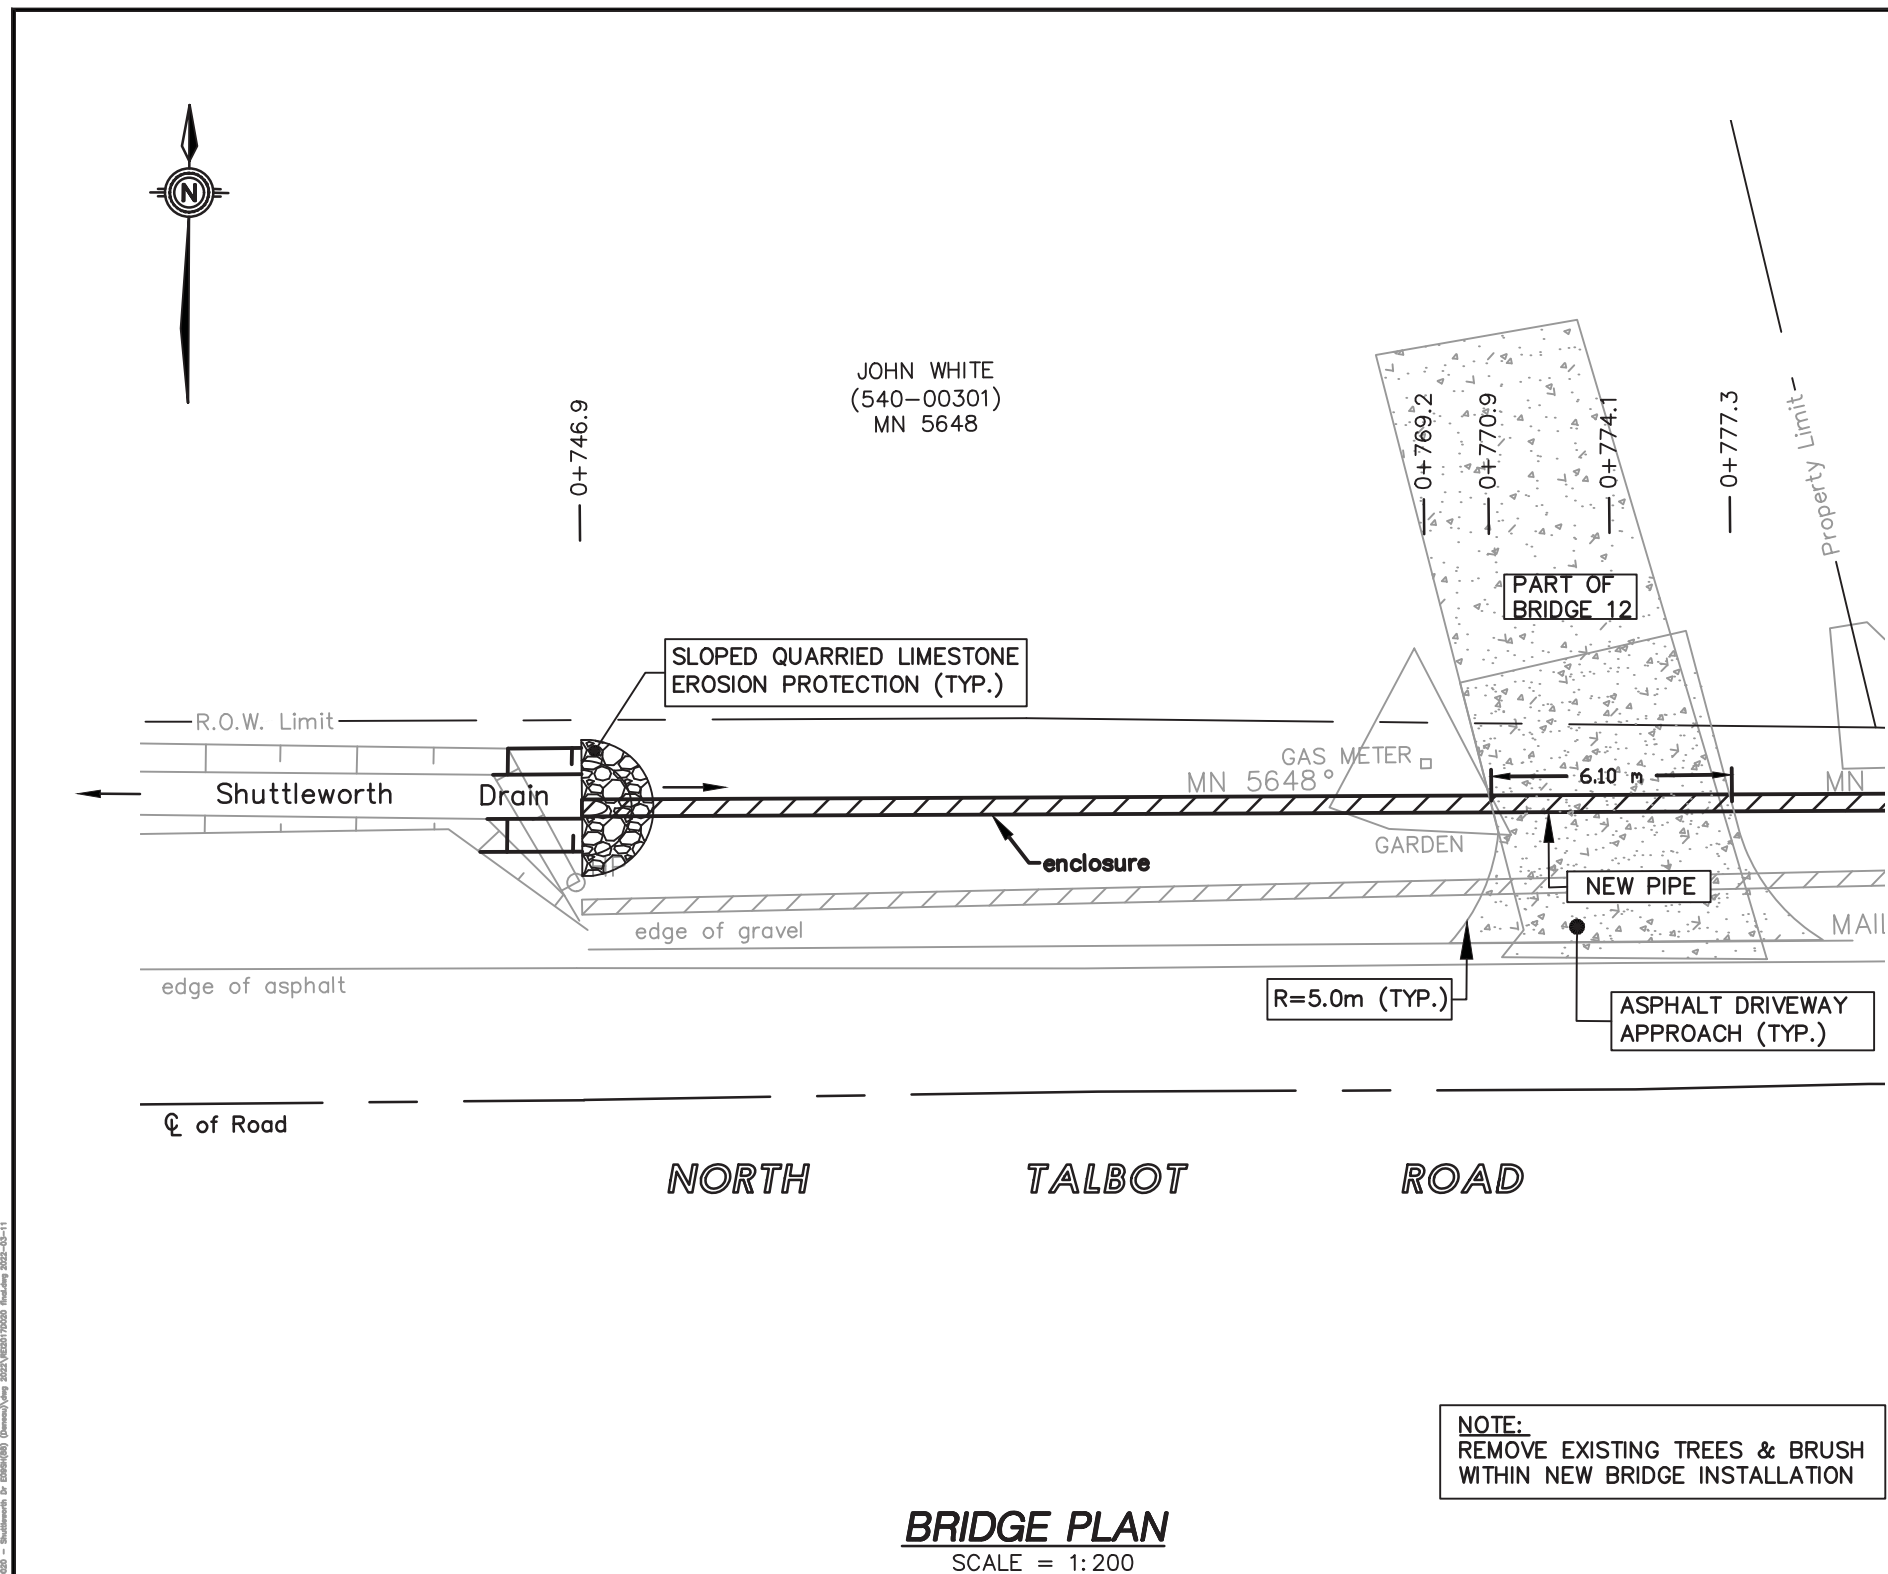 N
JOHN WHITE
(540-00301)
MN 5648
0+746.9
0+769.2
0+770.9
0+774.1
0+777.3
Property Limit
PART OF
BRIDGE 12
SLOPED QUARRIED LIMESTONE
EROSION PROTECTION (TYP.)
R.O.W. Limit
GAS METER
MN 5648
6.10 m
MN
Shuttleworth Drain
GARDEN
enclosure
NEW PIPE
edge of gravel
MAIL
edge of asphalt
R=5.0m (TYP.)
ASPHALT DRIVEWAY
APPROACH (TYP.)
℄ of Road
NORTH TALBOT ROAD
NOTE:
REMOVE EXISTING TREES & BRUSH
WITHIN NEW BRIDGE INSTALLATION
BRIDGE PLAN
SCALE = 1:200